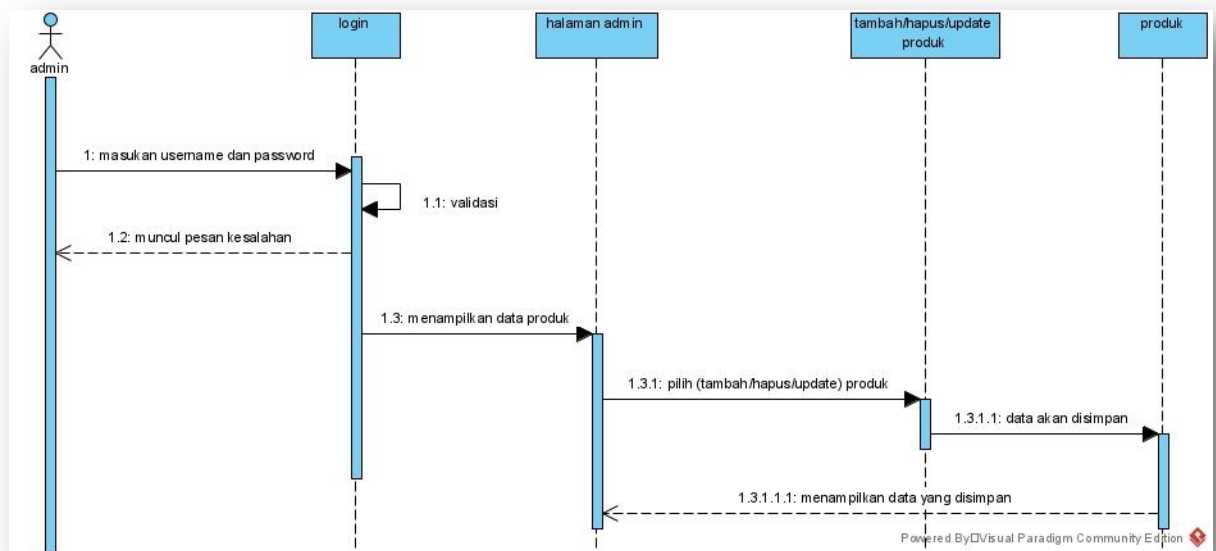 admin
login
halaman admin
tambah/hapus/update
produk
produk
1: masukan username dan password
1.1: validasi
1.2: muncul pesan kesalahan
1.3: menampilkan data produk
1.3.1: pilih (tambah/hapus/update) produk
1.3.1.1: data akan disimpan
1.3.1.1.1: menampilkan data yang disimpan
Powered By□Visual Paradigm Community Edition